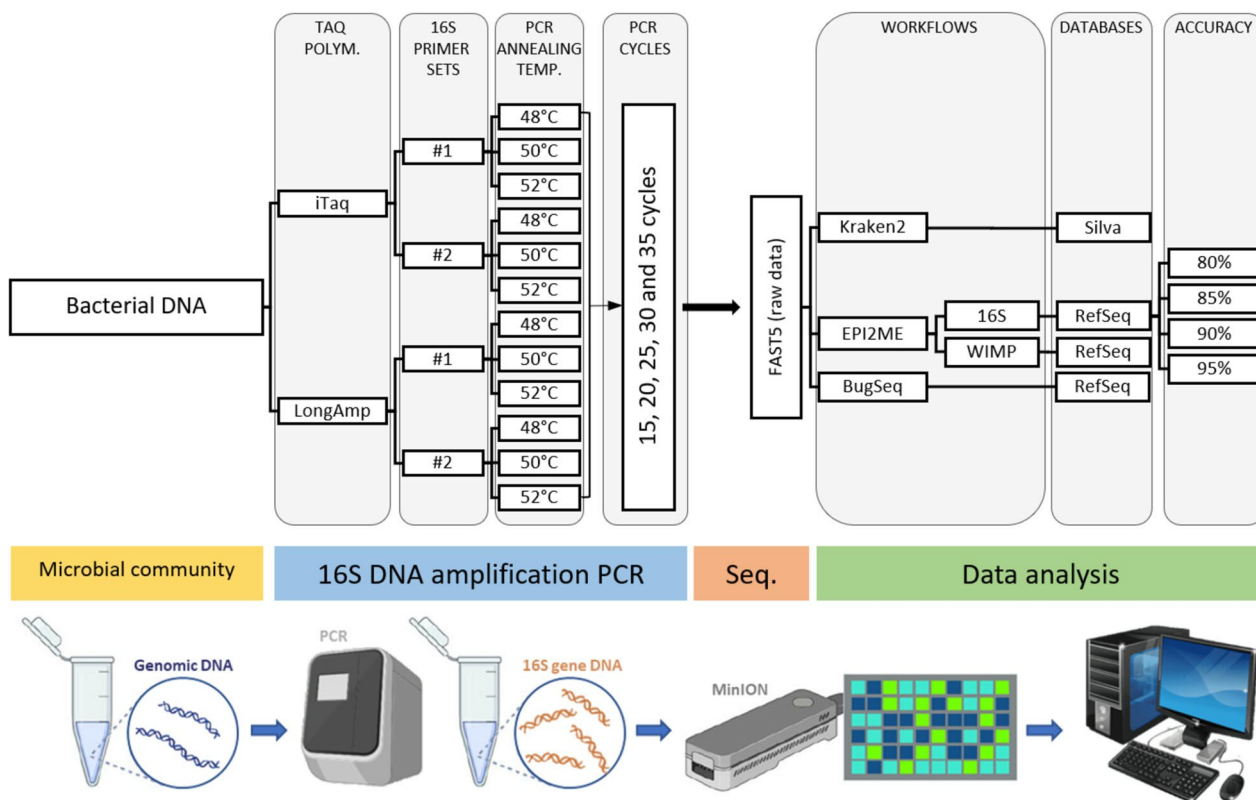 TAQ
POLYM.
16S
PRIMER
SETS
PCR
ANNEALING
TEMP.
PCR
CYCLES
WORKFLOWS
DATABASES
ACCURACY
Bacterial DNA
iTaq
LongAmp
#1
#2
#1
#2
48°C
50°C
52°C
48°C
50°C
52°C
48°C
50°C
52°C
48°C
50°C
52°C
15, 20, 25, 30 and 35 cycles
FAST5 (raw data)
Kraken2
Silva
EPI2ME
16S
RefSeq
WIMP
RefSeq
BugSeq
RefSeq
80%
85%
90%
95%
Microbial community
16S DNA amplification PCR
Seq.
Data analysis
Genomic DNA
PCR
16S gene DNA
MinION